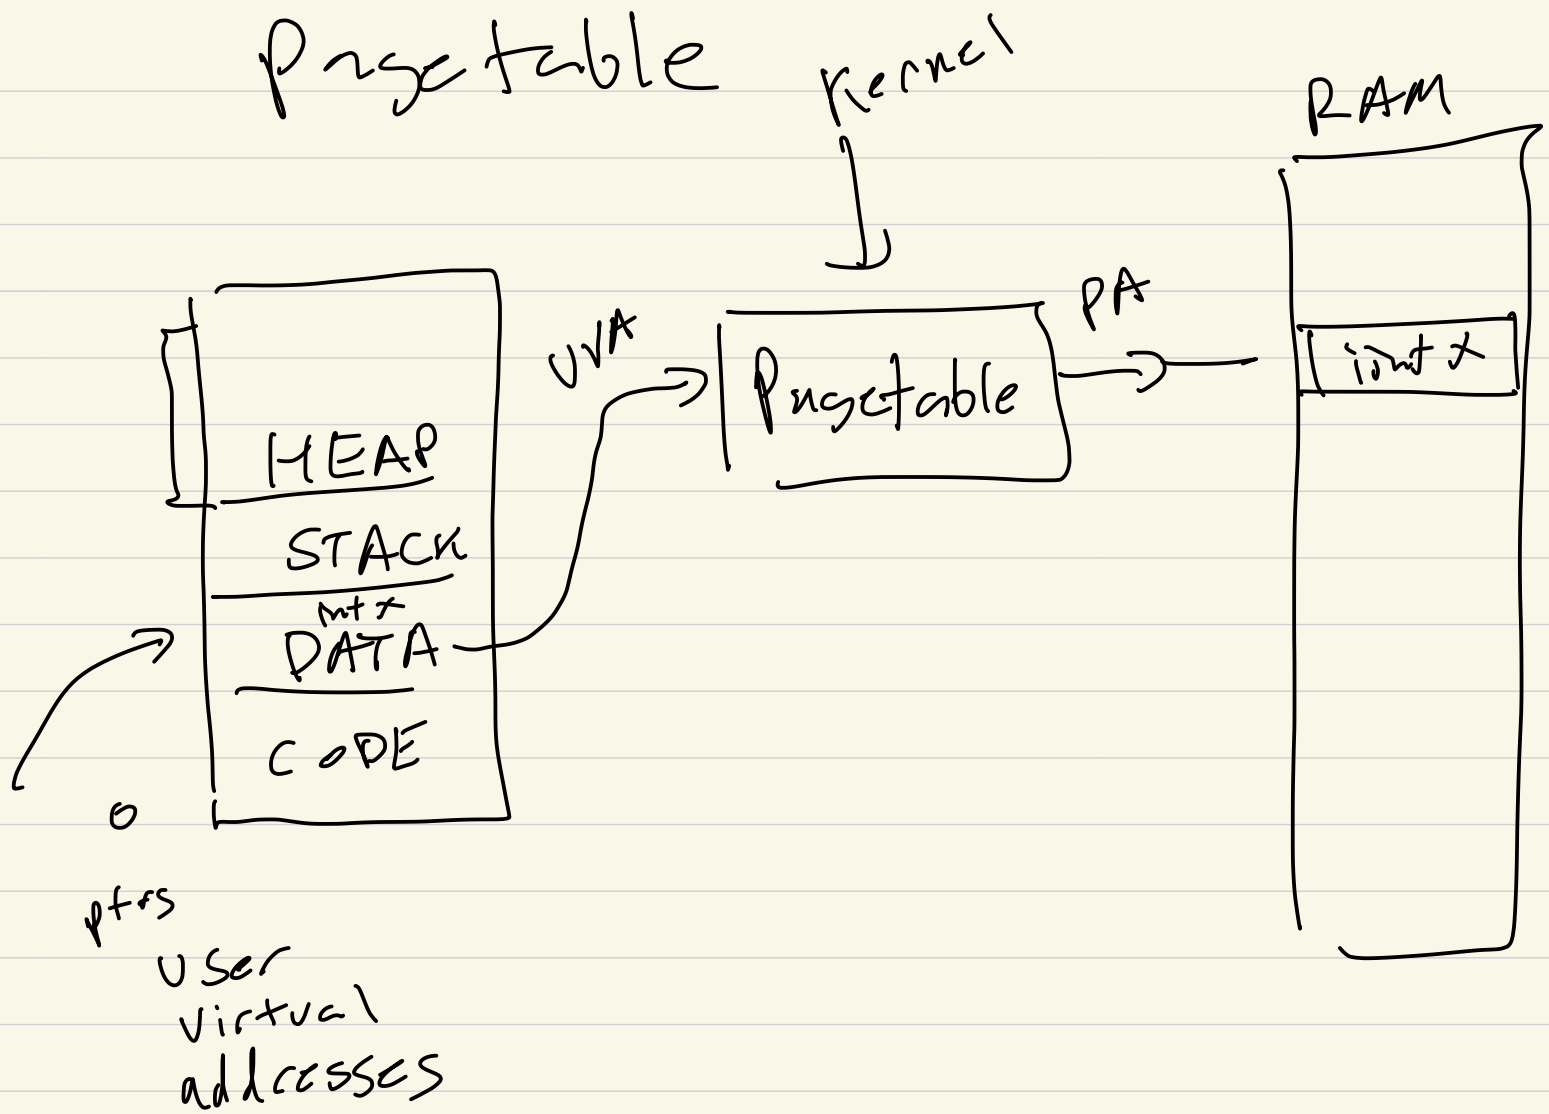 Pagetable
Kernel
RAM
UVA
PA
Pagetable
int x
HEAP
STACK
int x
DATA
CODE
0
ptrs
user
virtual
addresses